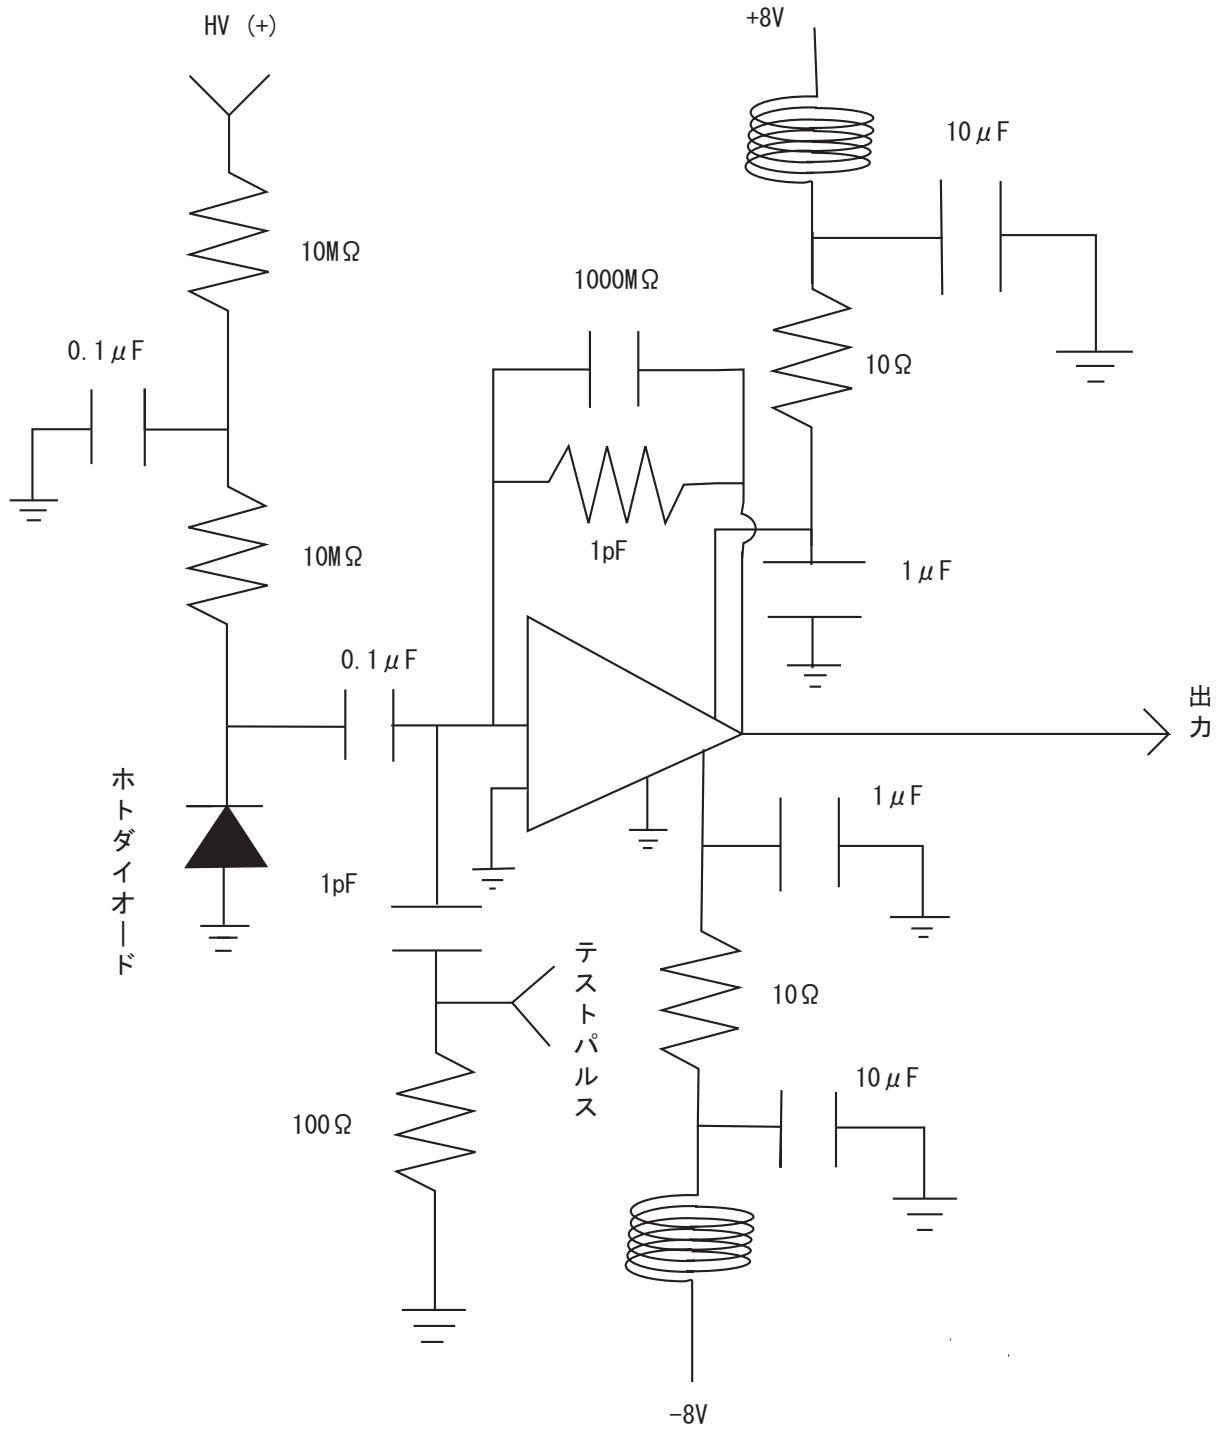 HV (+)
+8V
10μF
10MΩ
1000MΩ
0.1μF
10Ω
10MΩ
1pF
1μF
0.1μF
出力
ホトダイオード
1μF
1pF
テストパルス
10Ω
10μF
100Ω
-8V